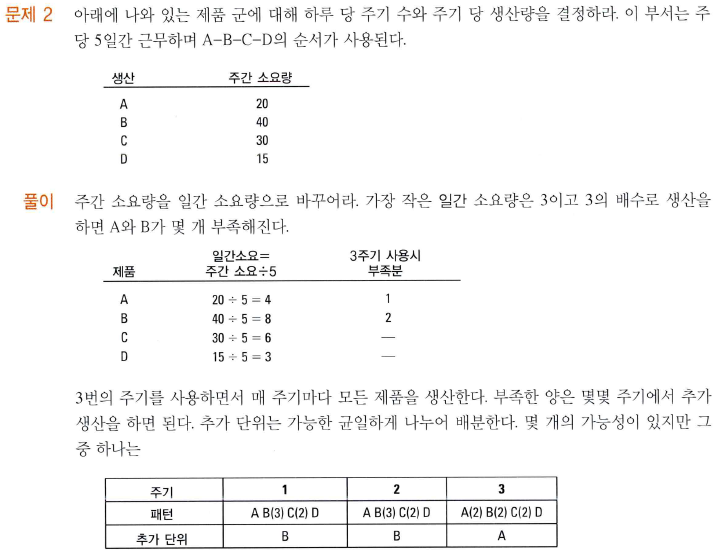 문제 2 아래에 나와 있는 제품 군에 대해 하루 당 주기 수와 주기 당 생산량을 결정하라. 이 부서는 주
당 5일간 근무하며 A-B-C-D의 순서가 사용된다.
생산 주간 소요량
A 20
B 40
C 30
D 15
풀이 주간 소요량을 일간 소요량으로 바꾸어라. 가장 작은 일간 소요량은 3이고 3의 배수로 생산을
하면 A와 B가 몇 개 부족해진다.
일간소요= 3주기 사용시
제품 주간 소요÷5 부족분
A 20 ÷ 5 = 4 1
B 40 ÷ 5 = 8 2
C 30 ÷ 5 = 6 —
D 15 ÷ 5 = 3 —
3번의 주기를 사용하면서 매 주기마다 모든 제품을 생산한다. 부족한 양은 몇몇 주기에서 추가
생산을 하면 된다. 추가 단위는 가능한 균일하게 나누어 배분한다. 몇 개의 가능성이 있지만 그
중 하나는
주기 1 2 3
패턴 A B(3) C(2) D A B(3) C(2) D A(2) B(2) C(2) D
추가 단위 B B A